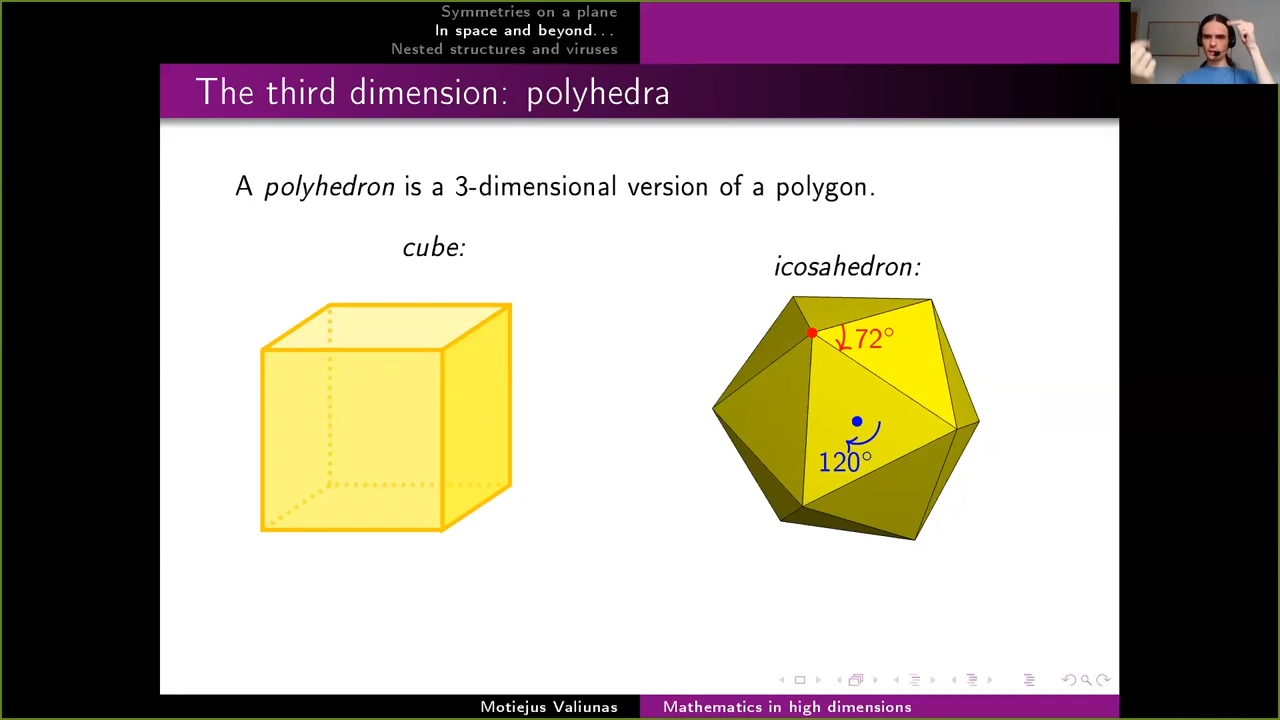 Symmetries on a plane
In space and beyond...
Nested structures and viruses
The third dimension: polyhedra
A polyhedron is a 3-dimensional version of a polygon.
cube:
icosahedron:
72°
120°
Motiejus Valiunas
Mathematics in high dimensions